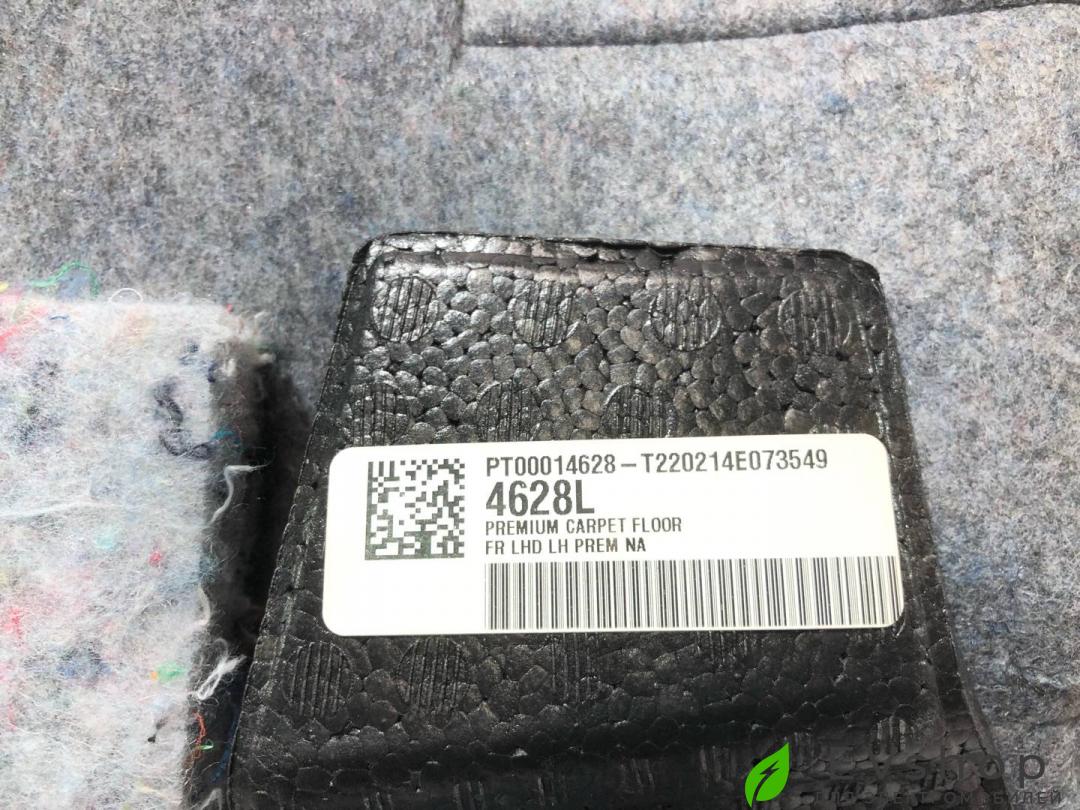 PT00014628-T220214E073549
4628L
PREMIUM CARPET FLOOR
FR LHD LH PREM NA